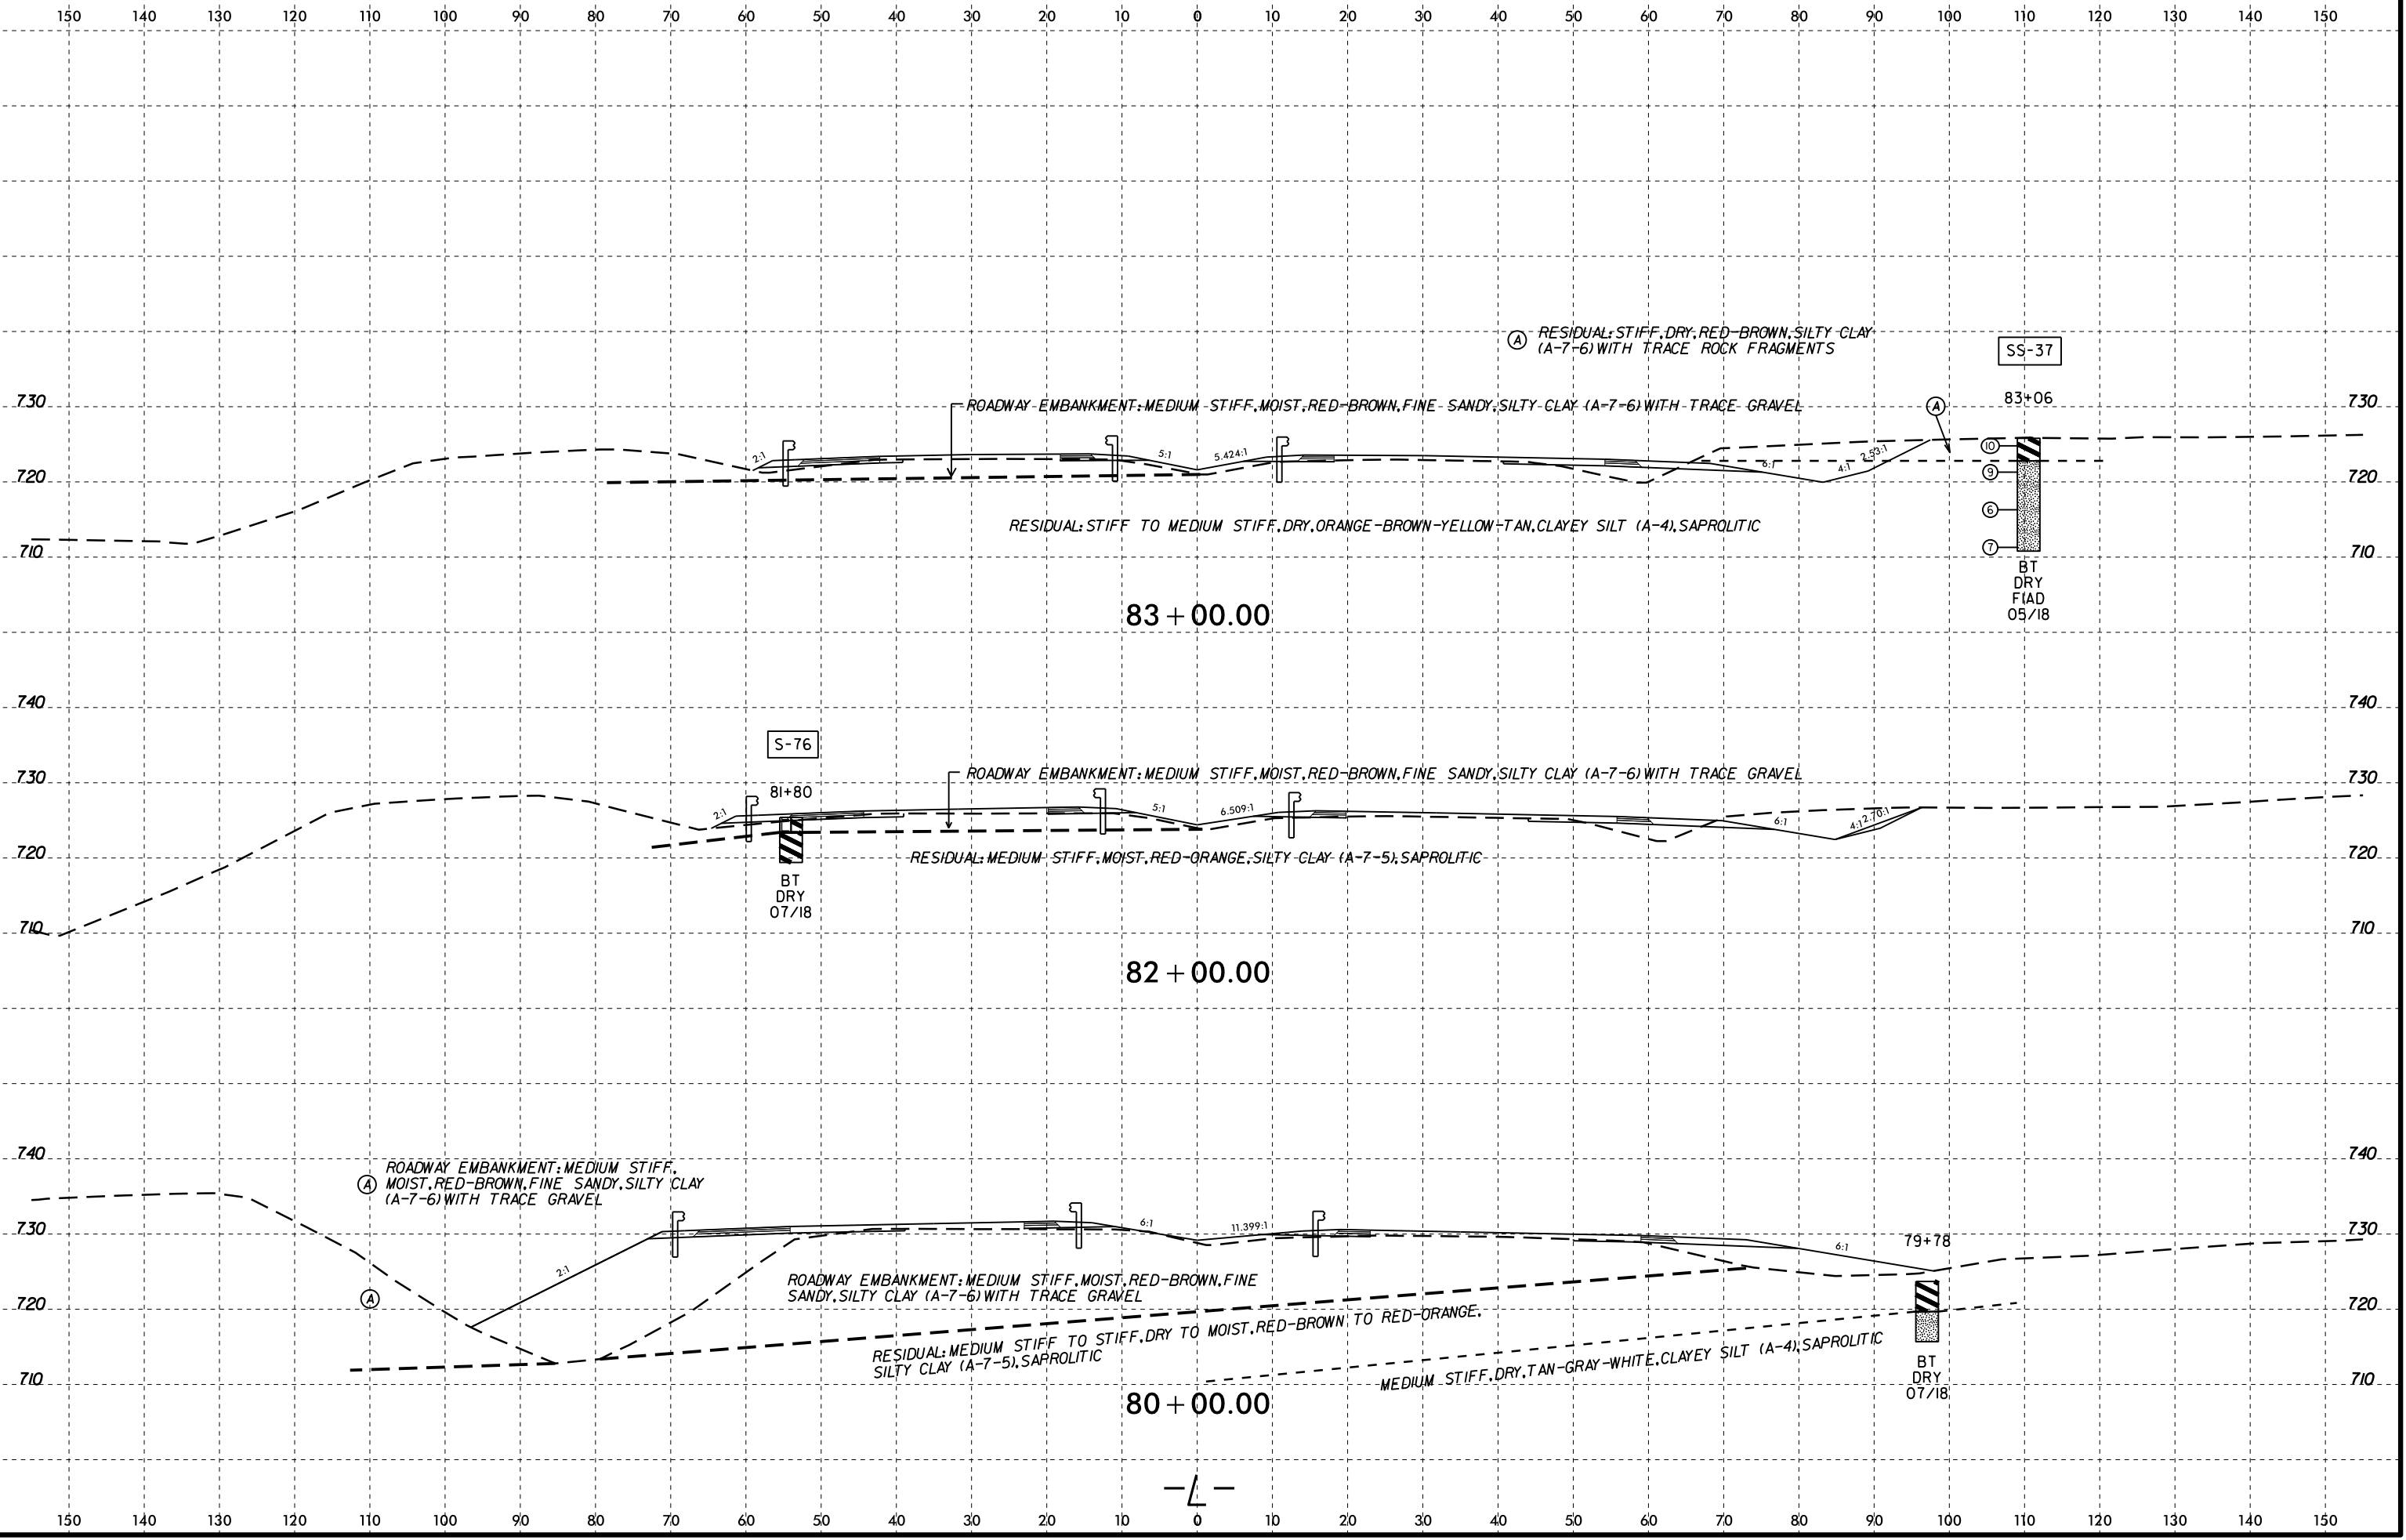 150 140 130 120 110 100 90 80 70 60 50 40 30 20 10 0 10 20 30 40 50 60 70 80 90 100 110 120 130 140 150
A RESIDUAL: STIFF, DRY, RED-BROWN, SILTY CLAY
(A-7-6) WITH TRACE ROCK FRAGMENTS
SS-37
83+06
730 ROADWAY EMBANKMENT: MEDIUM STIFF, MOIST, RED-BROWN, FINE SANDY, SILTY CLAY (A-7-6) WITH TRACE GRAVEL A 730
2:1 5:1 5.424:1 6:1 4:1 2.53:1 10
720 9 720
6
RESIDUAL: STIFF TO MEDIUM STIFF, DRY, ORANGE-BROWN-YELLOW-TAN, CLAYEY SILT (A-4), SAPROLITIC
7
710 710
BT
DRY
FIAD
05/18
83+00.00
740 740
S-76
730 ROADWAY EMBANKMENT: MEDIUM STIFF, MOIST, RED-BROWN, FINE SANDY, SILTY CLAY (A-7-6) WITH TRACE GRAVEL 730
81+80
2:1 5:1 6.509:1 6:1 4:1 2.70:1
720 RESIDUAL: MEDIUM STIFF, MOIST, RED-ORANGE, SILTY CLAY (A-7-5), SAPROLITIC 720
BT
DRY
07/18
710 710
82+00.00
740 740
ROADWAY EMBANKMENT: MEDIUM STIFF,
A MOIST, RED-BROWN, FINE SANDY, SILTY CLAY
(A-7-6) WITH TRACE GRAVEL
730 6:1 11.399:1 730
79+78
2:1 6:1
ROADWAY EMBANKMENT: MEDIUM STIFF, MOIST, RED-BROWN, FINE
SANDY, SILTY CLAY (A-7-6) WITH TRACE GRAVEL
A
720 720
RESIDUAL: MEDIUM STIFF TO STIFF, DRY TO MOIST, RED-BROWN TO RED-ORANGE,
SILTY CLAY (A-7-5), SAPROLITIC
MEDIUM STIFF, DRY, TAN-GRAY-WHITE, CLAYEY SILT (A-4), SAPROLITIC
BT
DRY
07/18
710 710
80+00.00
-L-
150 140 130 120 110 100 90 80 70 60 50 40 30 20 10 0 10 20 30 40 50 60 70 80 90 100 110 120 130 140 150